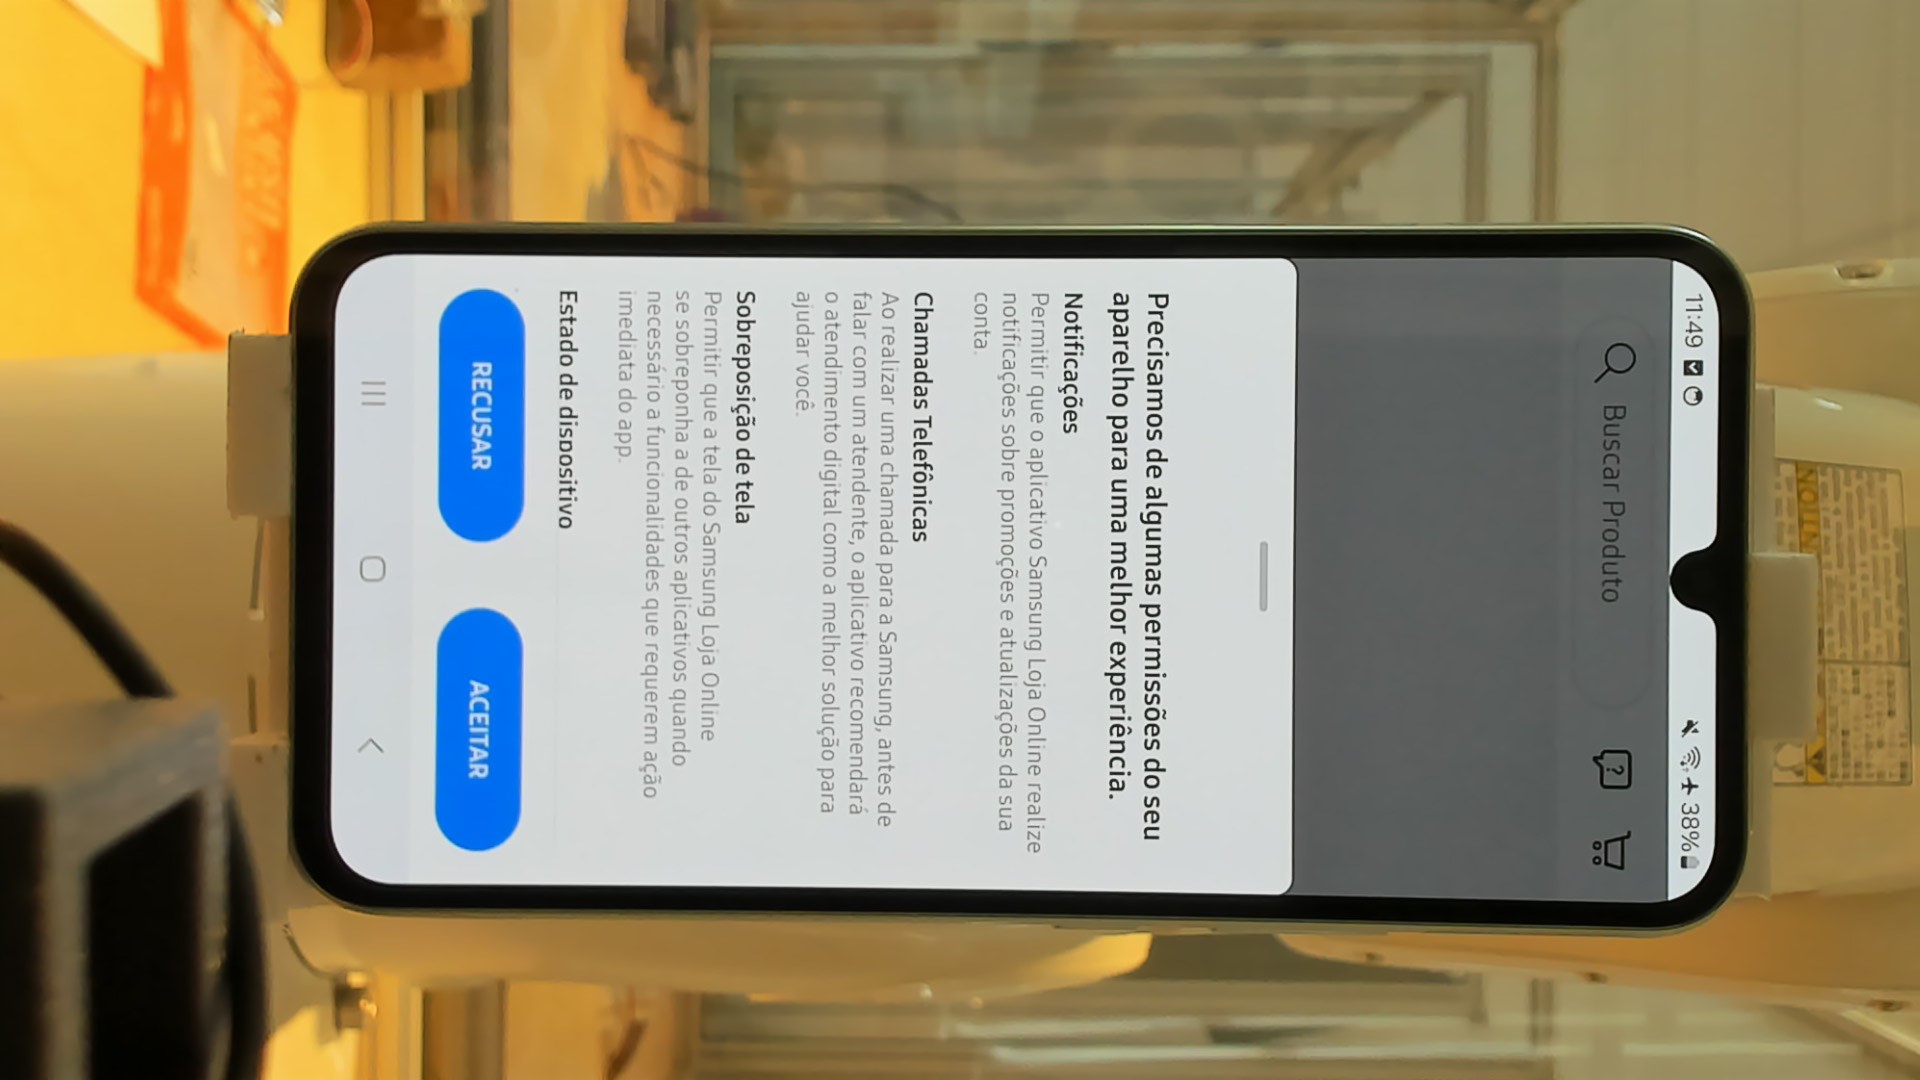 11:49
38%
Buscar Produto
Precisamos de algumas permissões do seu
aparelho para uma melhor experiência.
Notificações
Permitir que o aplicativo Samsung Loja Online realize
notificações sobre promoções e atualizações da sua
conta.
Chamadas Telefônicas
Ao realizar uma chamada para a Samsung, antes de
falar com um atendente, o aplicativo recomendará
o atendimento digital como a melhor solução para
ajudar você.
Sobreposição de tela
Permitir que a tela do Samsung Loja Online
se sobreponha a de outros aplicativos quando
necessário a funcionalidades que requerem ação
imediata do app.
Estado de dispositivo
RECUSAR
ACEITAR